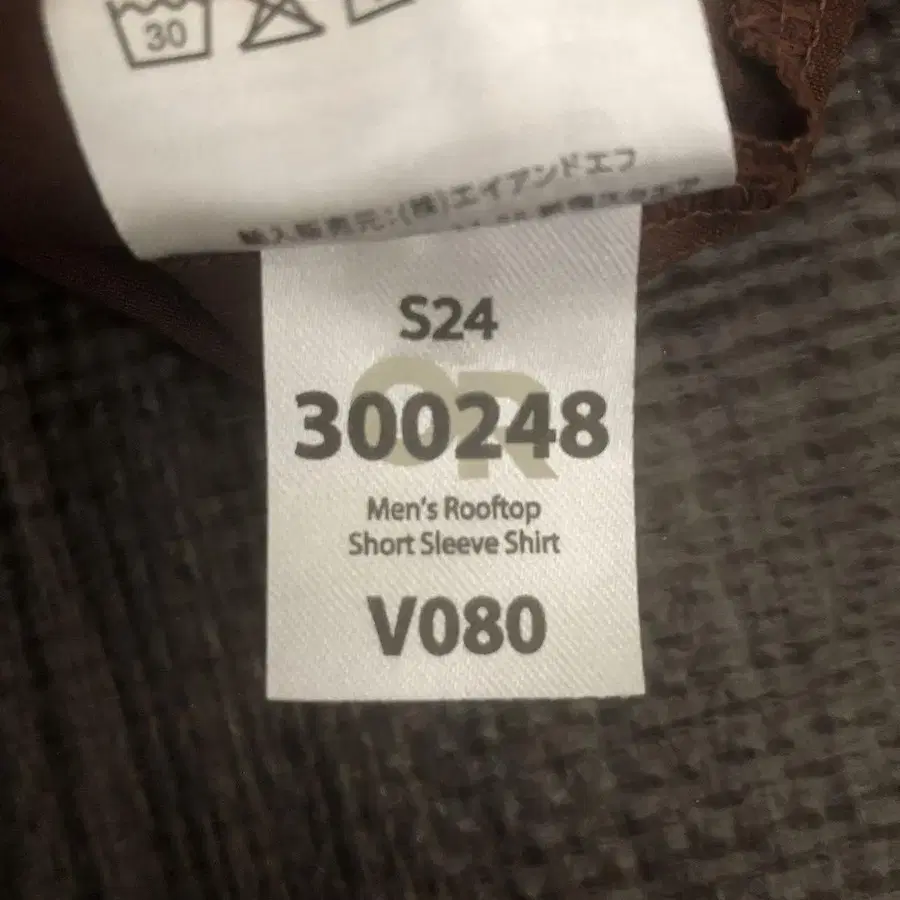 30
輸入販売元:(株)エイアンドエフ
S24
OR
300248
Men's Rooftop
Short Sleeve Shirt
V080